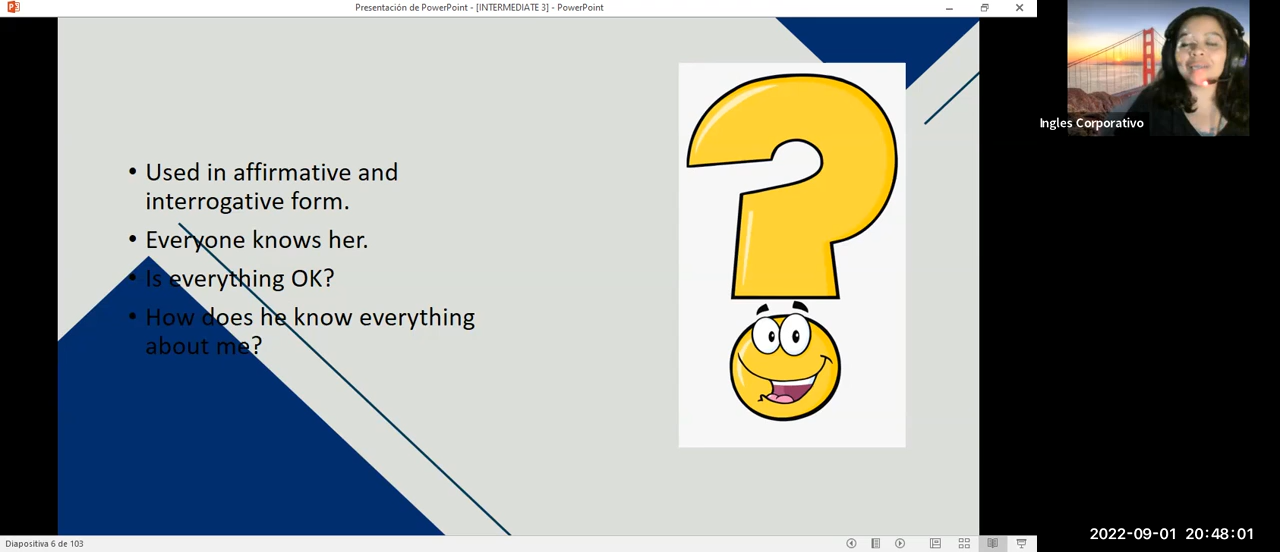 Presentación de PowerPoint - [INTERMEDIATE 3] - PowerPoint
• Used in affirmative and
interrogative form.
• Everyone knows her.
• Is everything OK?
• How does he know everything
about me?
Ingles Corporativo
Diapositiva 6 de 103
2022-09-01 20:48:01